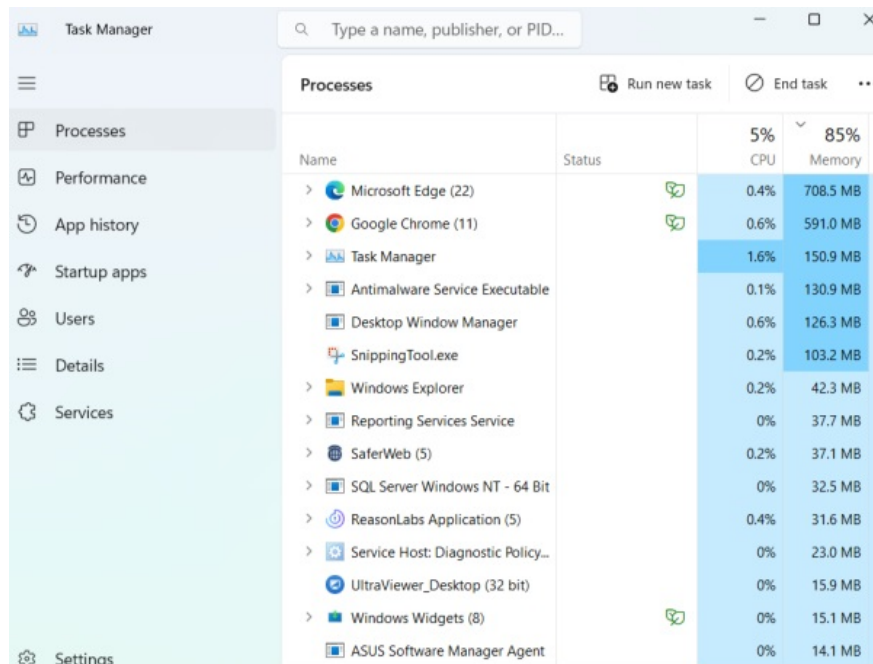 Task Manager
Type a name, publisher, or PID...
Processes
Performance
App history
Startup apps
Users
Details
Services
Settings
Processes Run new task End task
5% 85%
Name Status CPU Memory
Microsoft Edge (22) 0.4% 708.5 MB
Google Chrome (11) 0.6% 591.0 MB
Task Manager 1.6% 150.9 MB
Antimalware Service Executable 0.1% 130.9 MB
Desktop Window Manager 0.6% 126.3 MB
SnippingTool.exe 0.2% 103.2 MB
Windows Explorer 0.2% 42.3 MB
Reporting Services Service 0% 37.7 MB
SaferWeb (5) 0.2% 37.1 MB
SQL Server Windows NT - 64 Bit 0% 32.5 MB
ReasonLabs Application (5) 0.4% 31.6 MB
Service Host: Diagnostic Policy... 0% 23.0 MB
UltraViewer_Desktop (32 bit) 0% 15.9 MB
Windows Widgets (8) 0% 15.1 MB
ASUS Software Manager Agent 0% 14.1 MB